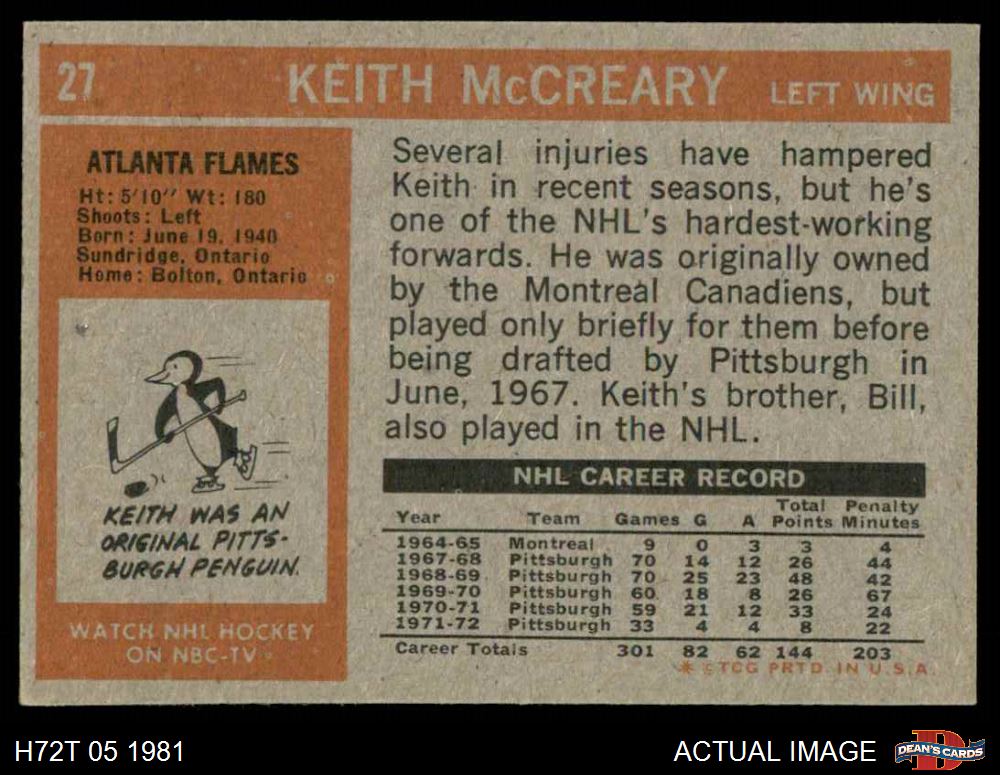 27 KEITH McCREARY LEFT WING
ATLANTA FLAMES
Ht: 5'10" Wt: 180
Shoots: Left
Born: June 19, 1940
Sundridge, Ontario
Home: Bolton, Ontario
KEITH WAS AN
ORIGINAL PITTS-
BURGH PENGUIN.
WATCH NHL HOCKEY
ON NBC-TV
Several injuries have hampered
Keith in recent seasons, but he's
one of the NHL's hardest-working
forwards. He was originally owned
by the Montreal Canadiens, but
played only briefly for them before
being drafted by Pittsburgh in
June, 1967. Keith's brother, Bill,
also played in the NHL.
NHL CAREER RECORD
Year Team Games G A Total Points Penalty Minutes
1964-65 Montreal 9 0 3 3 4
1967-68 Pittsburgh 70 14 12 26 44
1968-69 Pittsburgh 70 25 23 48 42
1969-70 Pittsburgh 60 18 8 26 67
1970-71 Pittsburgh 59 21 12 33 24
1971-72 Pittsburgh 33 4 4 8 22
Career Totals 301 82 62 144 203
* © TCG PRTD. IN U.S.A.
H72T 05 1981
ACTUAL IMAGE
D
DEAN'S CARDS